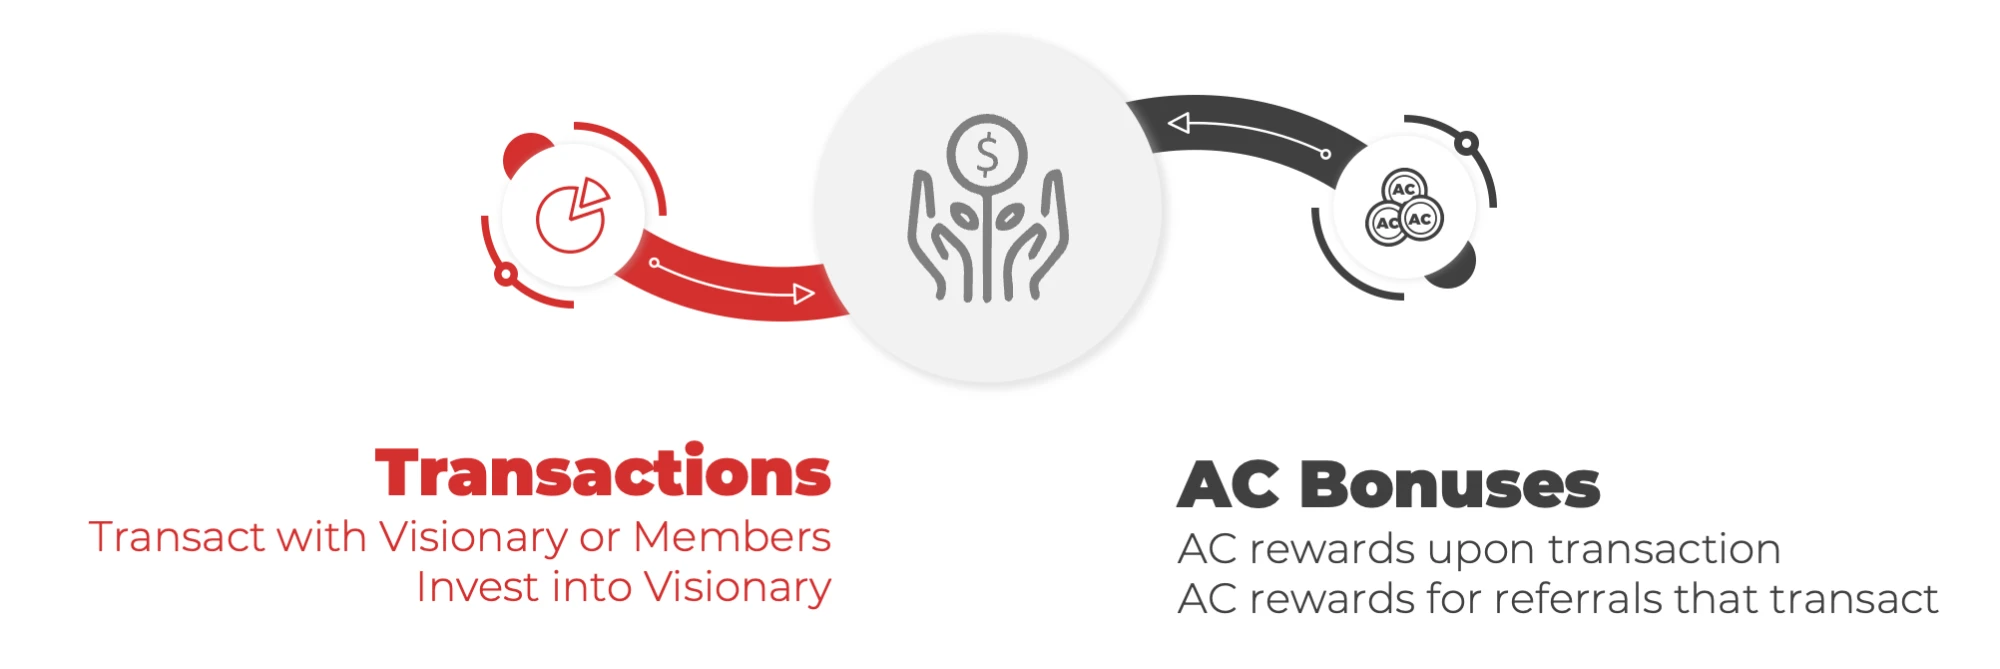 $
AC
AC
AC
Transactions
Transact with Visionary or Members
Invest into Visionary
AC Bonuses
AC rewards upon transaction
AC rewards for referrals that transact